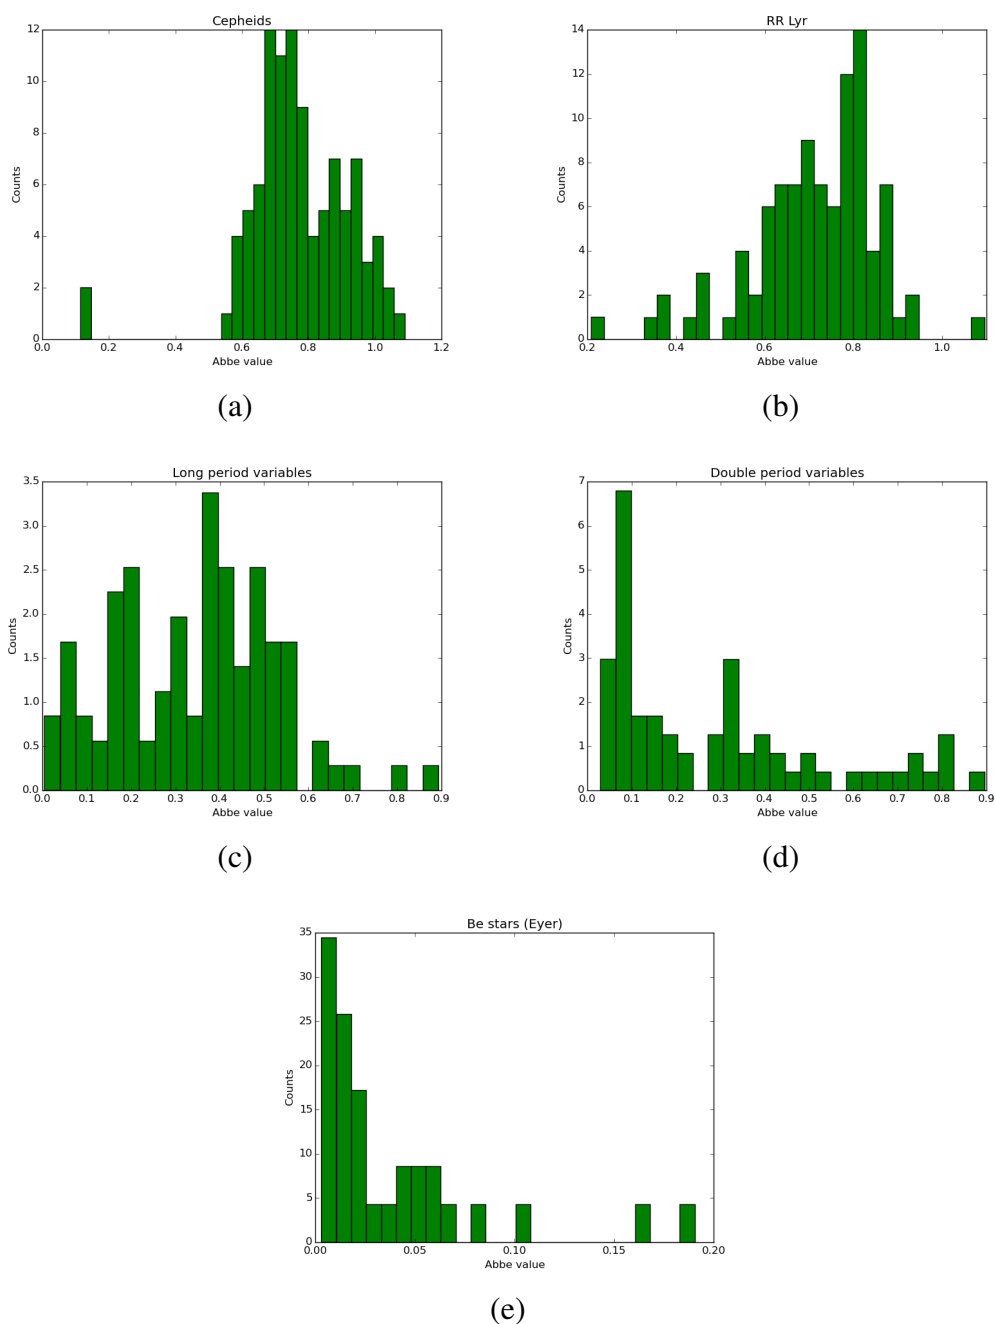 Cepheids
12
10
8
6
4
2
0
Counts
0.0 0.2 0.4 0.6 0.8 1.0 1.2
Abbe value
(a)
RR Lyr
14
12
10
8
6
4
2
0
Counts
0.2 0.4 0.6 0.8 1.0
Abbe value
(b)
Long period variables
3.5
3.0
2.5
2.0
1.5
1.0
0.5
0.0
Counts
0.0 0.1 0.2 0.3 0.4 0.5 0.6 0.7 0.8 0.9
Abbe value
(c)
Double period variables
7
6
5
4
3
2
1
0
Counts
0.0 0.1 0.2 0.3 0.4 0.5 0.6 0.7 0.8 0.9
Abbe value
(d)
Be stars (Eyer)
35
30
25
20
15
10
5
0
Counts
0.00 0.05 0.10 0.15 0.20
Abbe value
(e)